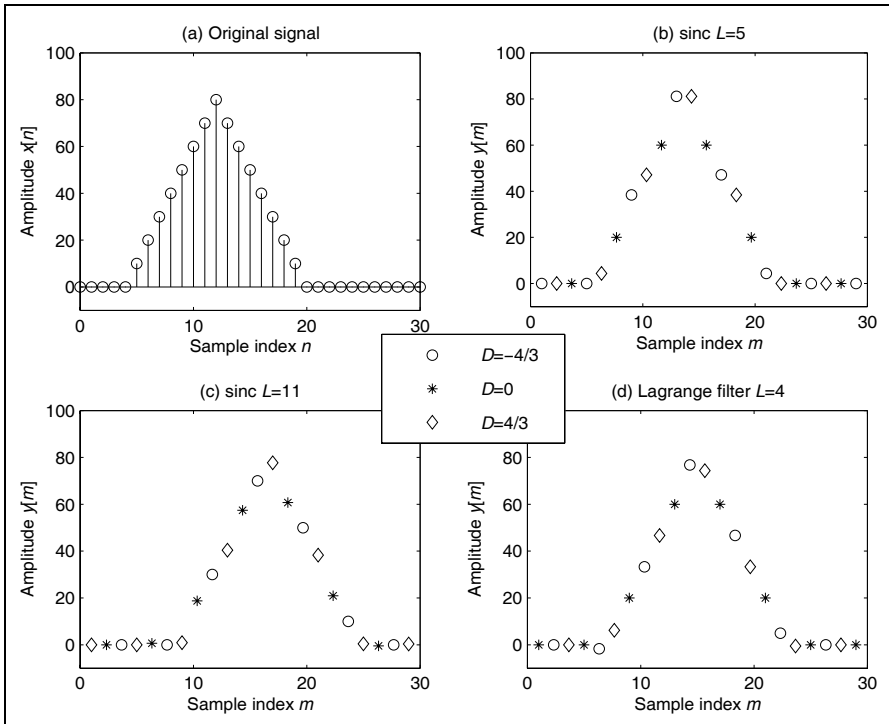 (a) Original signal
100
80
60
40
20
0
Amplitude x[n]
0 10 20 30
Sample index n
(b) sinc L=5
100
80
60
40
20
0
Amplitude y[m]
0 10 20 30
Sample index m
D=−4/3
D=0
D=4/3
(c) sinc L=11
100
80
60
40
20
0
Amplitude y[m]
0 10 20 30
Sample index m
(d) Lagrange filter L=4
100
80
60
40
20
0
Amplitude y[m]
0 10 20 30
Sample index m